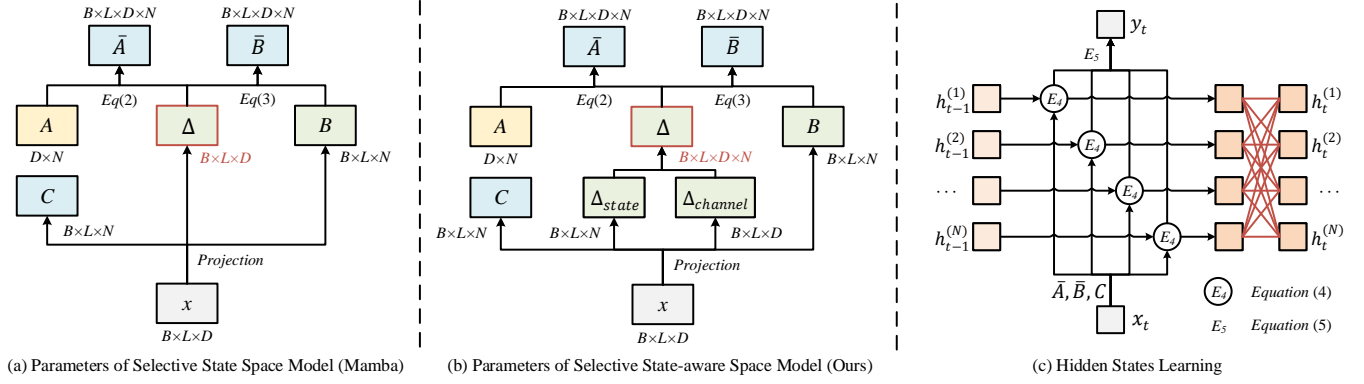 B×L×D×N B×L×D×N
Ā B̄
Eq(2) Eq(3)
A Δ B
D×N B×L×D B×L×N
C
B×L×N
Projection
x
B×L×D
(a) Parameters of Selective State Space Model (Mamba)
B×L×D×N B×L×D×N
Ā B̄
Eq(2) Eq(3)
A Δ B
D×N B×L×D×N B×L×N
C Δ_state Δ_channel
B×L×N B×L×N B×L×D
Projection
x
B×L×D
(b) Parameters of Selective State-aware Space Model (Ours)
y_t
E_5
h_{t-1}^{(1)} E_4 h_t^{(1)}
h_{t-1}^{(2)} E_4 h_t^{(2)}
... E_4 ...
h_{t-1}^{(N)} E_4 h_t^{(N)}
Ā, B̄, C
x_t
E_4 Equation (4)
E_5 Equation (5)
(c) Hidden States Learning